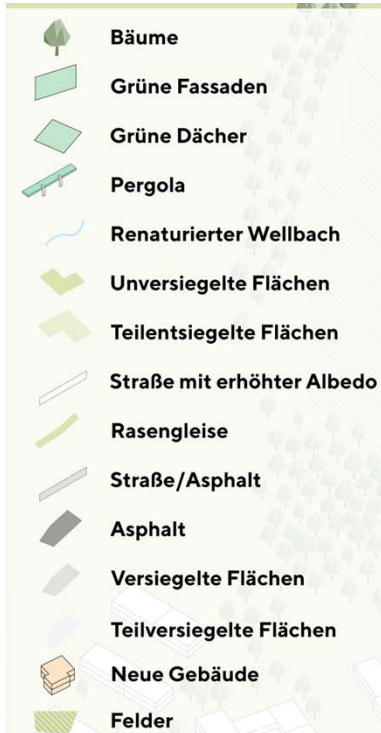 Bäume
Grüne Fassaden
Grüne Dächer
Pergola
Renaturierter Wellbach
Unversiegelte Flächen
Teilentsiegelte Flächen
Straße mit erhöhter Albedo
Rasengleise
Straße/Asphalt
Asphalt
Versiegelte Flächen
Teilversiegelte Flächen
Neue Gebäude
Felder